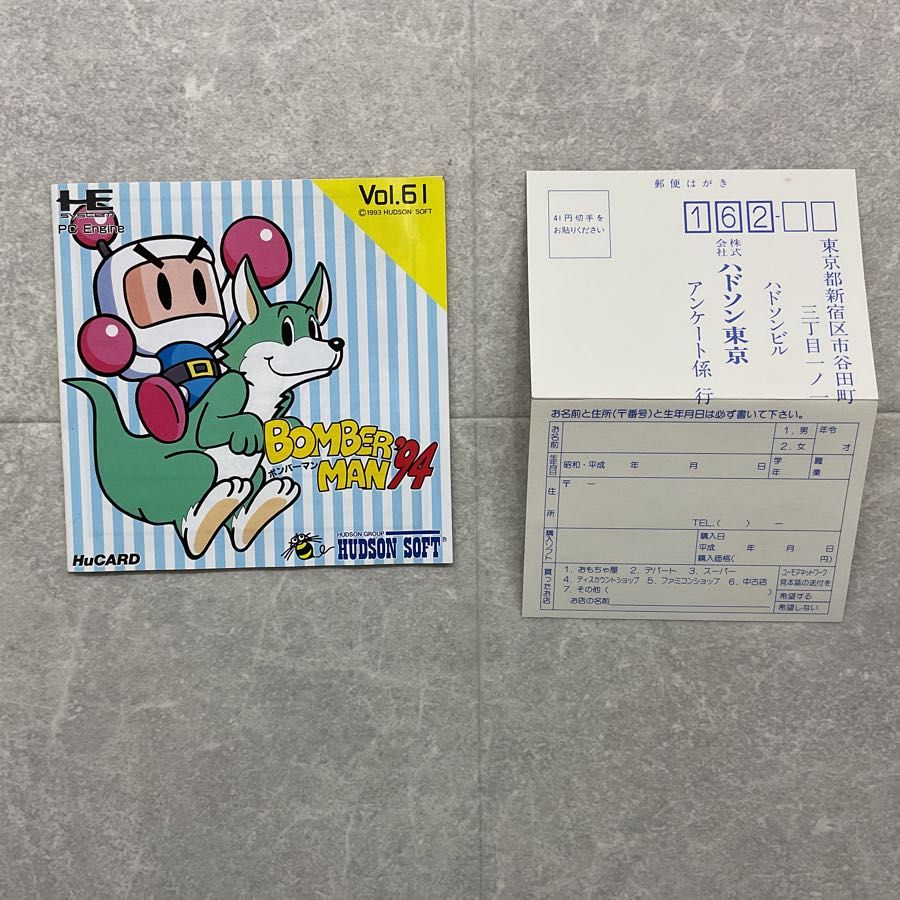 HE
SYSTEM
PC Engine
Vol.61
©1993 HUDSON SOFT
BOMBER
MAN '94
ボンバーマン
HuCARD
HUDSON GROUP
HUDSON SOFT®
郵便はがき
41円切手を
お貼りください
162-
東京都新宿区市谷田町
三丁目一ノ一
ハドソンビル
株式会社ハドソン東京
アンケート係 行
お名前と住所(〒番号)と生年月日は必ず書いて下さい。
お名前
1. 男
2. 女
年令
才
生年月日
昭和・平成 年 月 日
学年
職業
住所
〒 ー
TEL. ( ) ー
購入ソフト
購入日
平成 年 月 日
購入価格( 円)
買ったお店
1. おもちゃ屋 2. デパート 3. スーパー
4. ディスカウントショップ 5. ファミコンショップ 6. 中古店
7. その他 ( )
お店の名前
ユーモアネットワーク
見本誌の送付を
希望する
希望しない